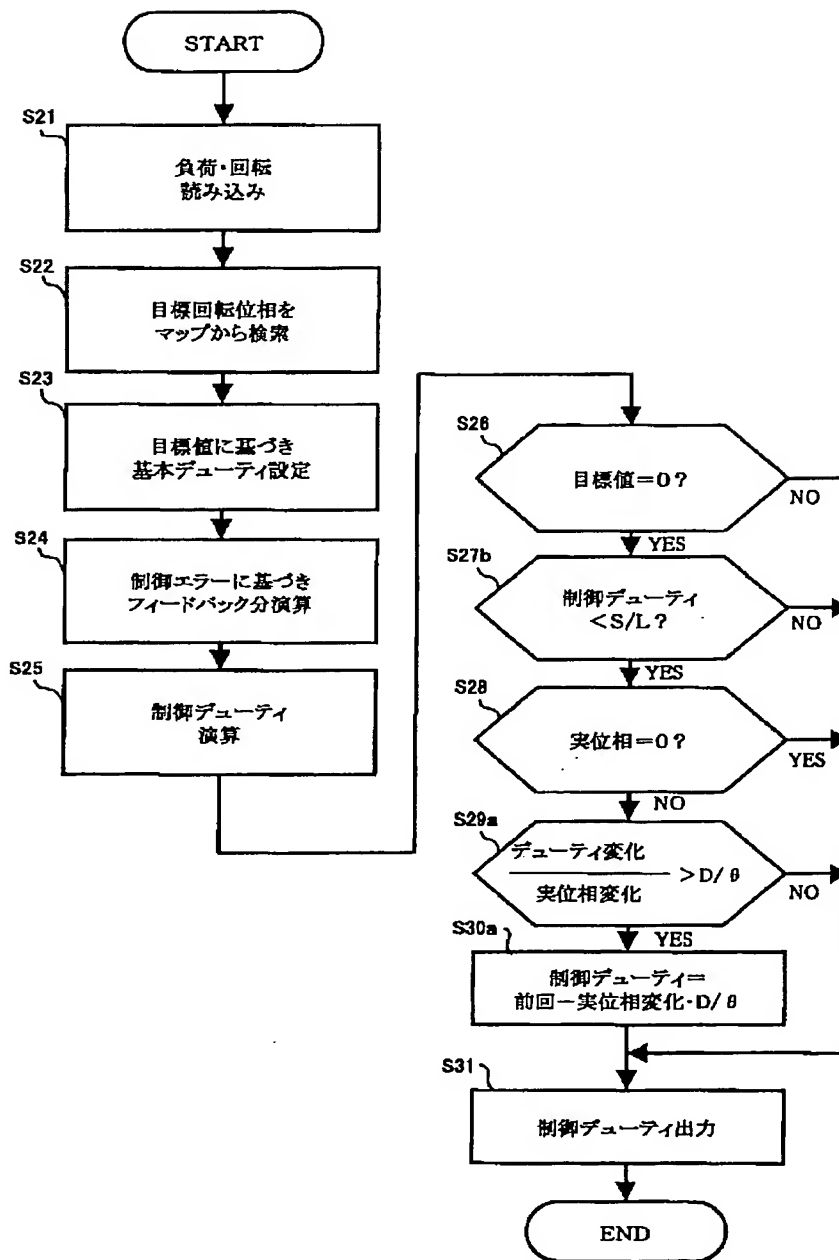 START
S21
負荷・回転
読み込み
S22
目標回転位相を
マップから検索
S23
目標値に基づき
基本デューティ設定
S24
制御エラーに基づき
フィードバック分演算
S25
制御デューティ
演算
S26
目標値=0?
NO
YES
S27b
制御デューティ
<S/L?
NO
YES
S28
実位相=0?
YES
NO
S29a
デューティ変化
実位相変化
>D/θ
NO
YES
S30a
制御デューティ=
前回-実位相変化・D/θ
S31
制御デューティ出力
END